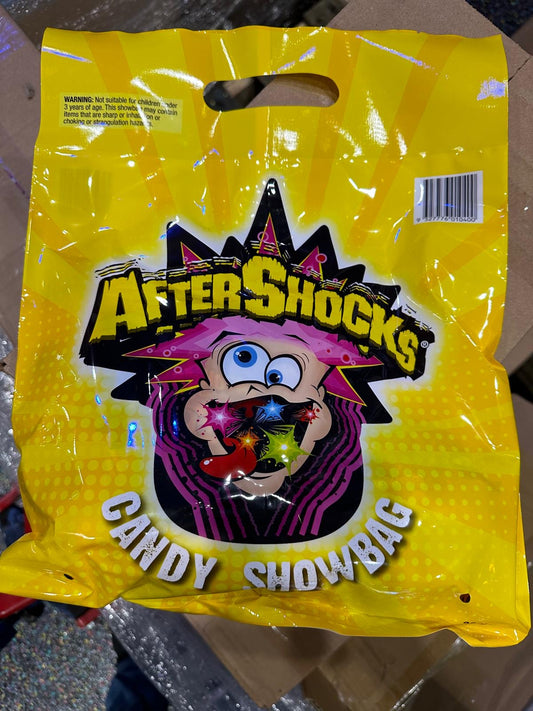 WARNING: Not suitable for children under
3 years of age. This showbag may contain
items that are sharp or inhalation or
choking or strangulation hazards.
AFTERSHOCKS®
CANDY SHOWBAG